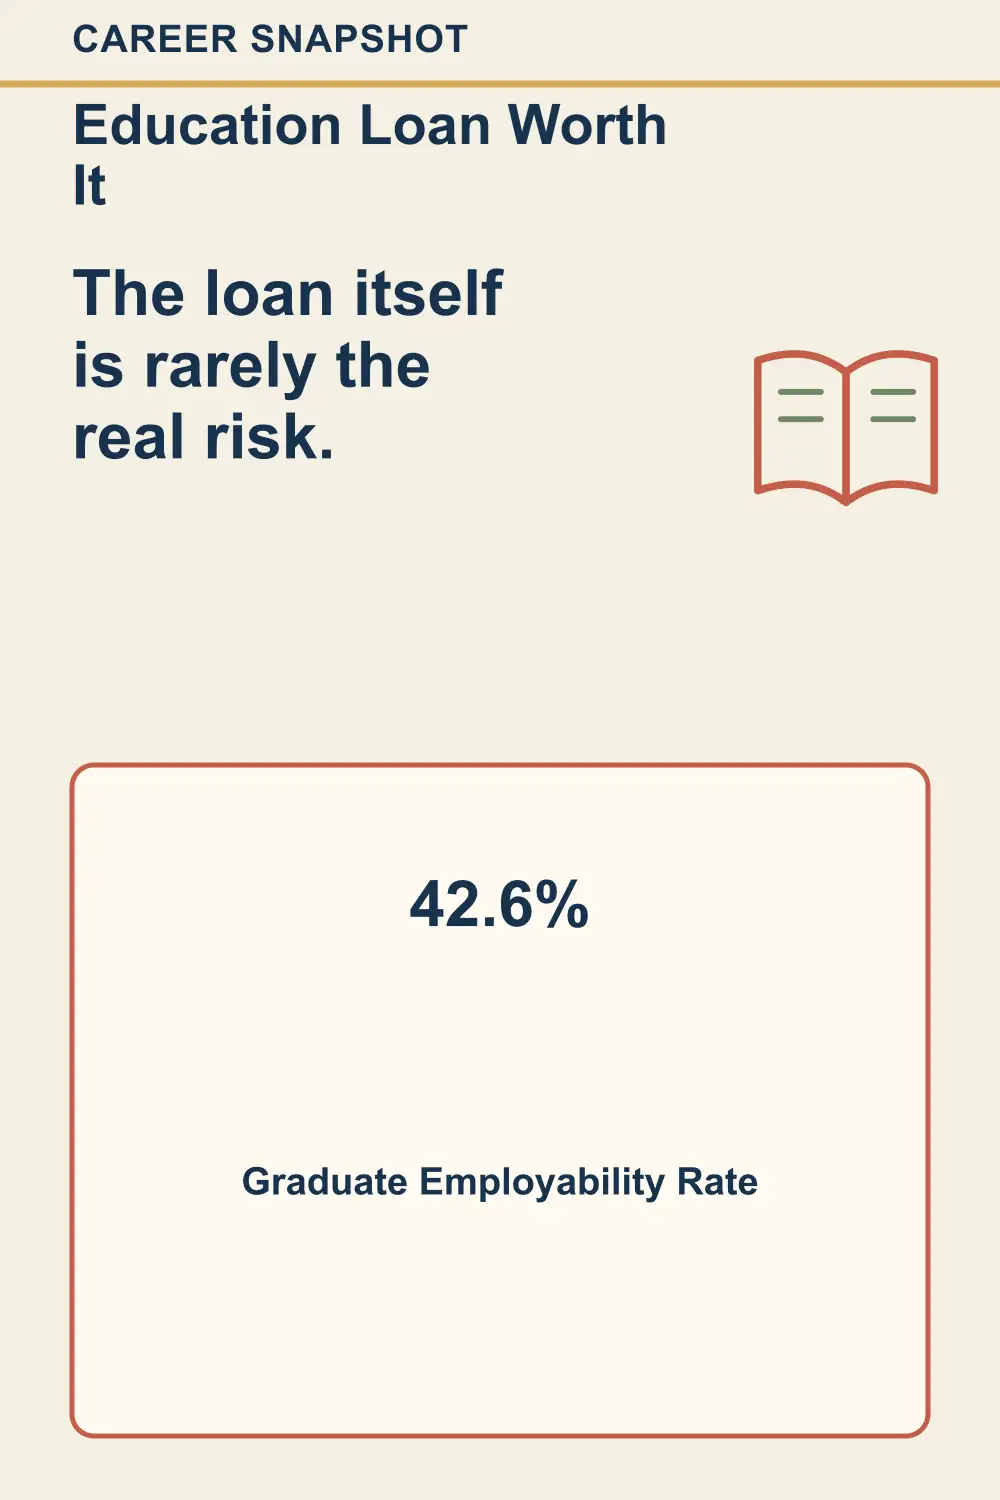 CAREER SNAPSHOT
Education Loan Worth
It
The loan itself
is rarely the
real risk.
42.6%
Graduate Employability Rate